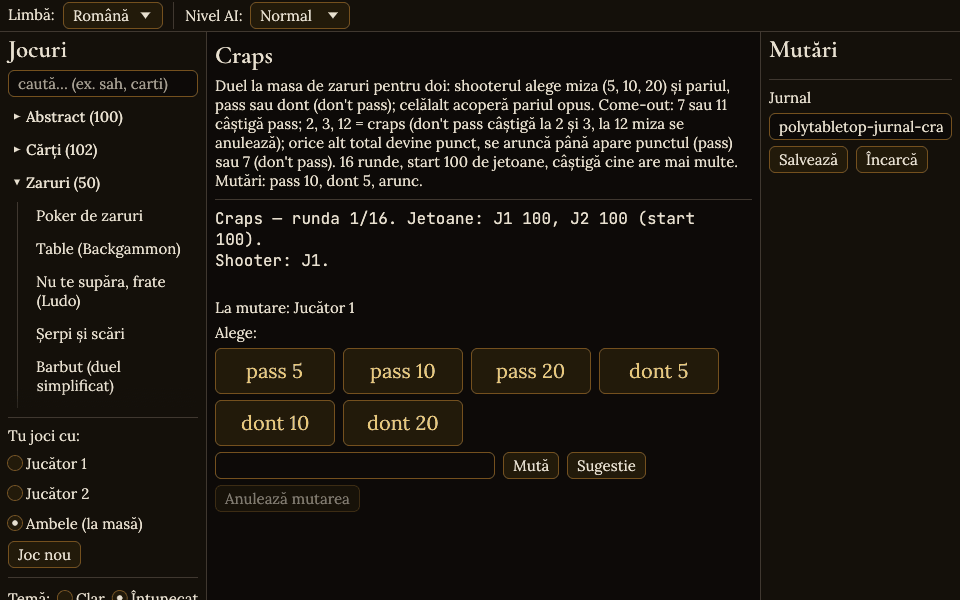 Limbă: Română ▼ Nivel AI: Normal ▼
Jocuri
caută... (ex. sah, carti)
▸ Abstract (100)
▸ Cărți (102)
▾ Zaruri (50)
Poker de zaruri
Table (Backgammon)
Nu te supăra, frate
(Ludo)
Șerpi și scări
Barbut (duel
simplificat)
Tu joci cu:
Jucător 1
Jucător 2
Ambele (la masă)
Joc nou
Temă: Clar Întunecat
Craps
Duel la masa de zaruri pentru doi: shooterul alege miza (5, 10, 20) și pariul,
pass sau dont (don't pass); celălalt acoperă pariul opus. Come-out: 7 sau 11
câștigă pass; 2, 3, 12 = craps (don't pass câștigă la 2 și 3, la 12 miza se
anulează); orice alt total devine punct, se aruncă până apare punctul (pass)
sau 7 (don't pass). 16 runde, start 100 de jetoane, câștigă cine are mai multe.
Mutări: pass 10, dont 5, arunc.
Craps — runda 1/16. Jetoane: J1 100, J2 100 (start
100).
Shooter: J1.
La mutare: Jucător 1
Alege:
pass 5 pass 10 pass 20 dont 5
dont 10 dont 20
Mută Sugestie
Anulează mutarea
Mutări
Jurnal
polytabletop-jurnal-cra
Salvează Încarcă